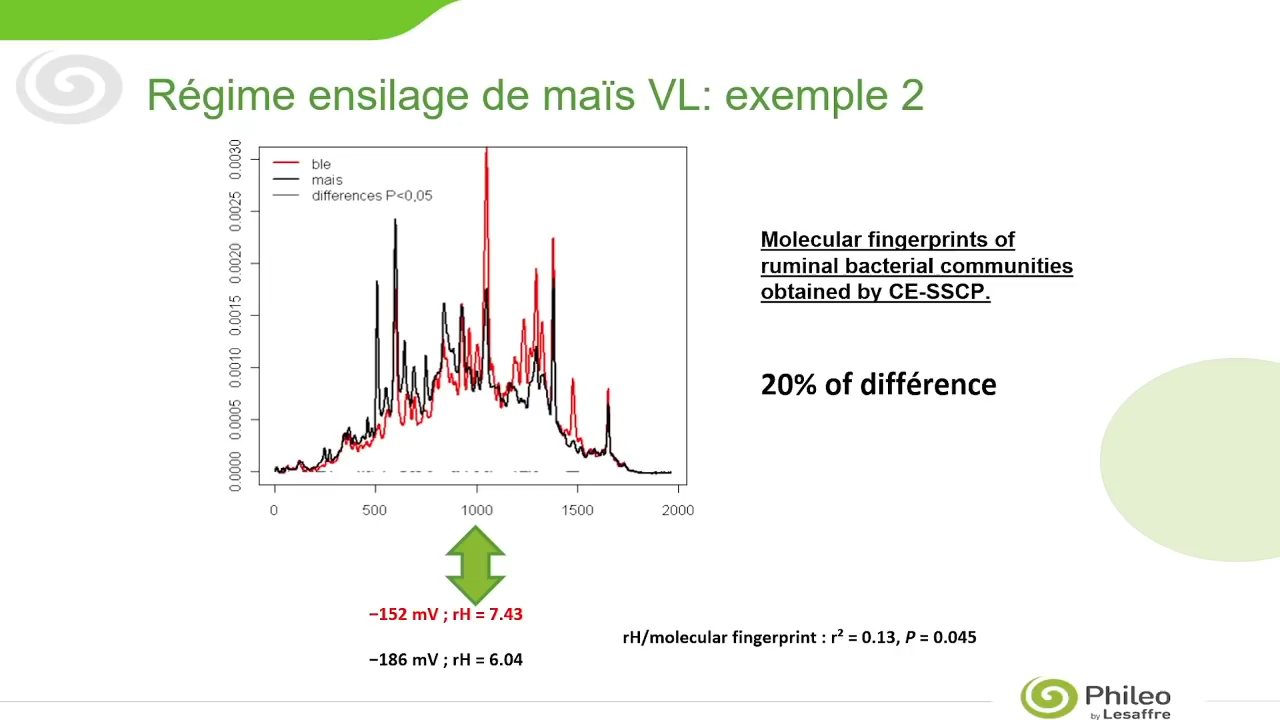 Régime ensilage de maïs VL: exemple 2
ble
mais
differences P<0,05
0.0030
0.0025
0.0020
0.0015
0.0010
0.0005
0.0000
0
500
1000
1500
2000
Molecular fingerprints of
ruminal bacterial communities
obtained by CE-SSCP.
20% of différence
−152 mV ; rH = 7.43
−186 mV ; rH = 6.04
rH/molecular fingerprint : r² = 0.13, P = 0.045
Phileo
by Lesaffre